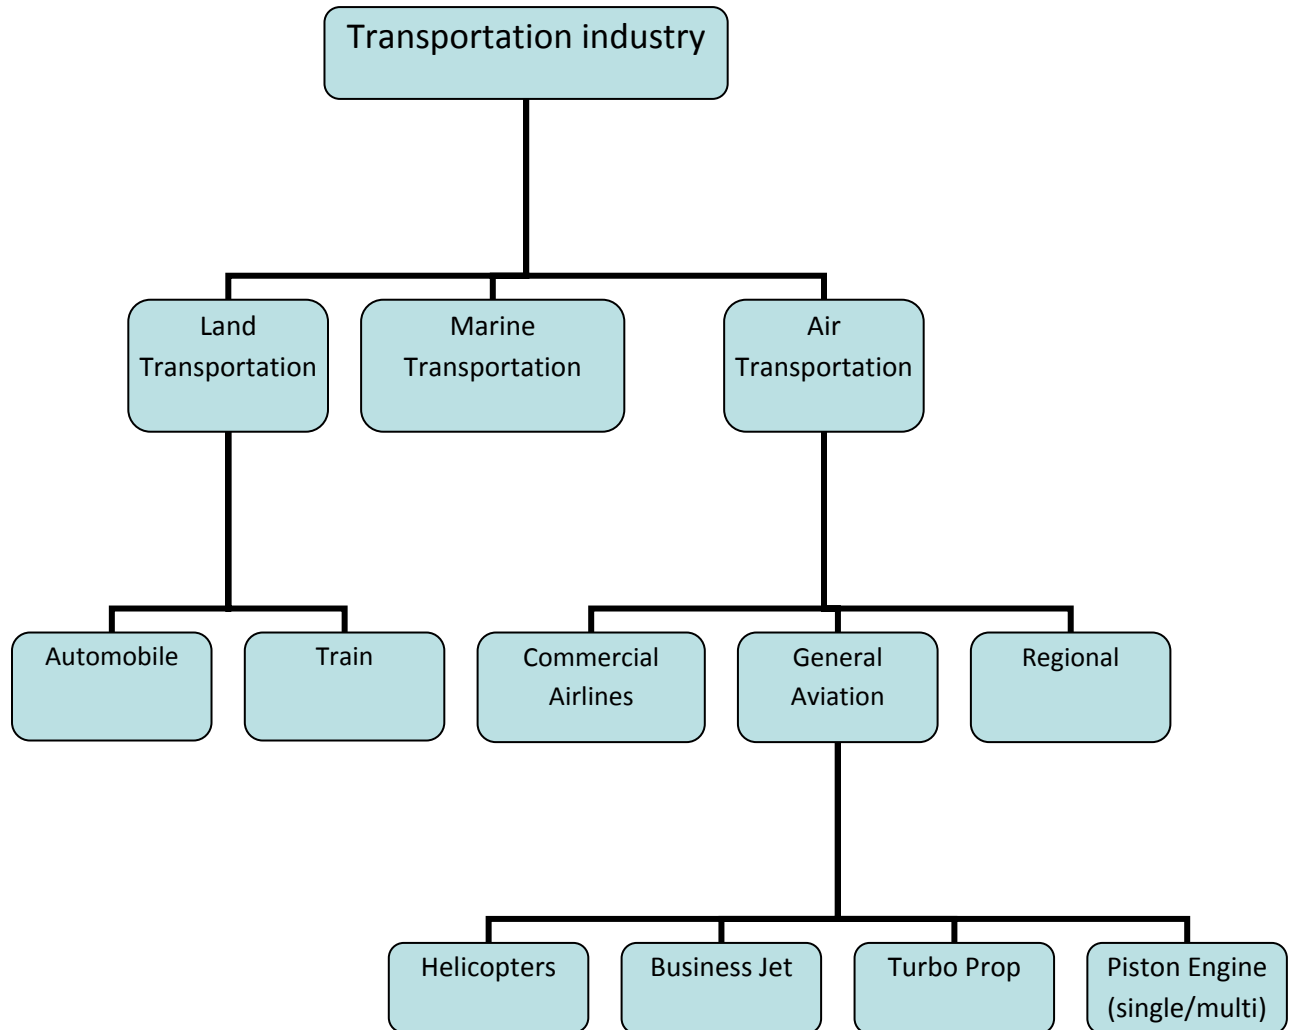 Transportation industry
Land
Transportation
Marine
Transportation
Air
Transportation
Automobile
Train
Commercial
Airlines
General
Aviation
Regional
Helicopters
Business Jet
Turbo Prop
Piston Engine
(single/multi)